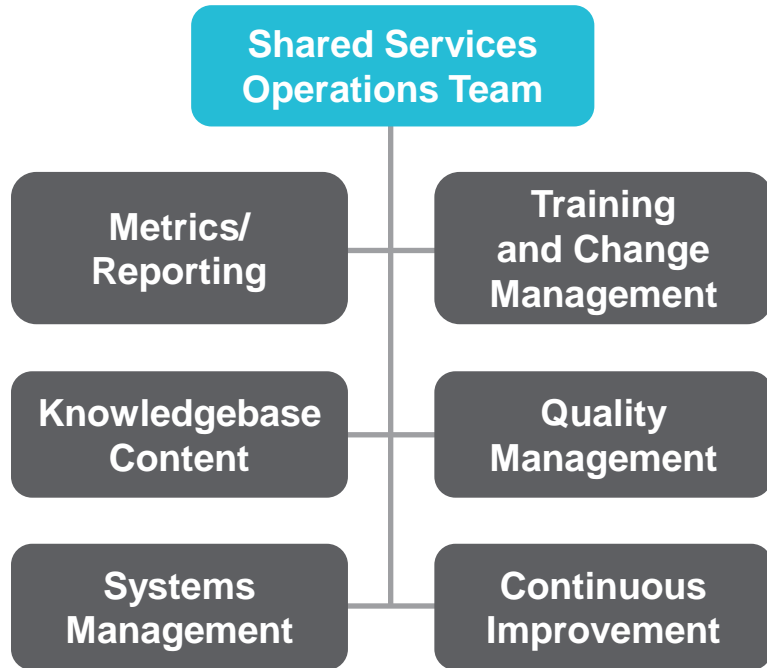 Shared Services
Operations Team
Metrics/
Reporting
Training
and Change
Management
Knowledgebase
Content
Quality
Management
Systems
Management
Continuous
Improvement